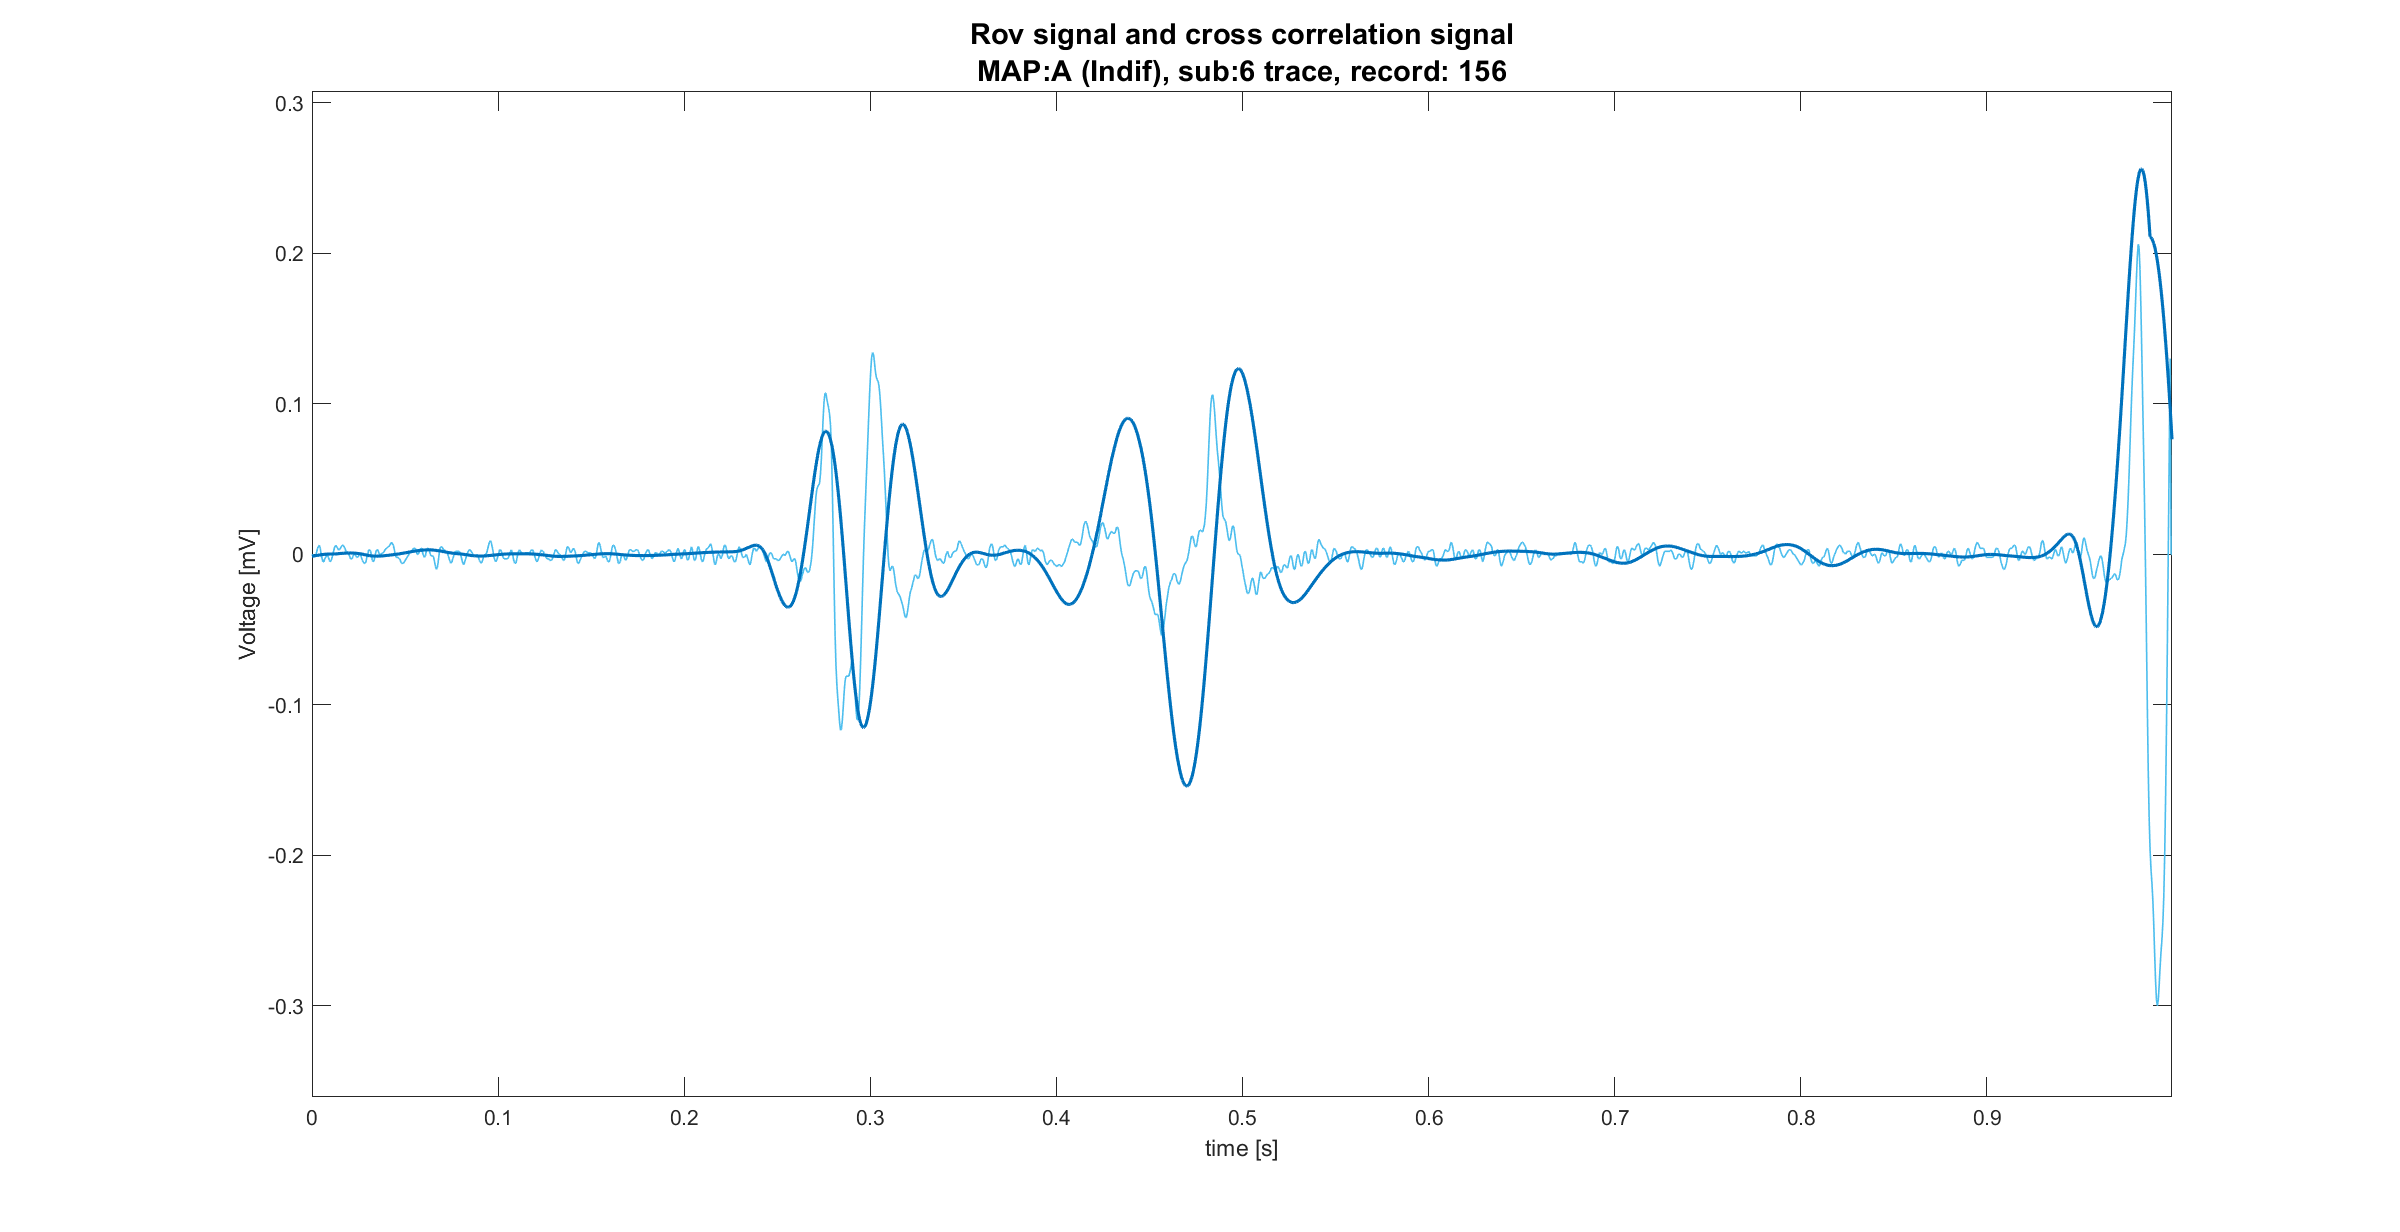 Rov signal and cross correlation signal
MAP:A (Indif), sub:6 trace, record: 156
0.3
0.2
0.1
0
-0.1
-0.2
-0.3
Voltage [mV]
0 0.1 0.2 0.3 0.4 0.5 0.6 0.7 0.8 0.9
time [s]